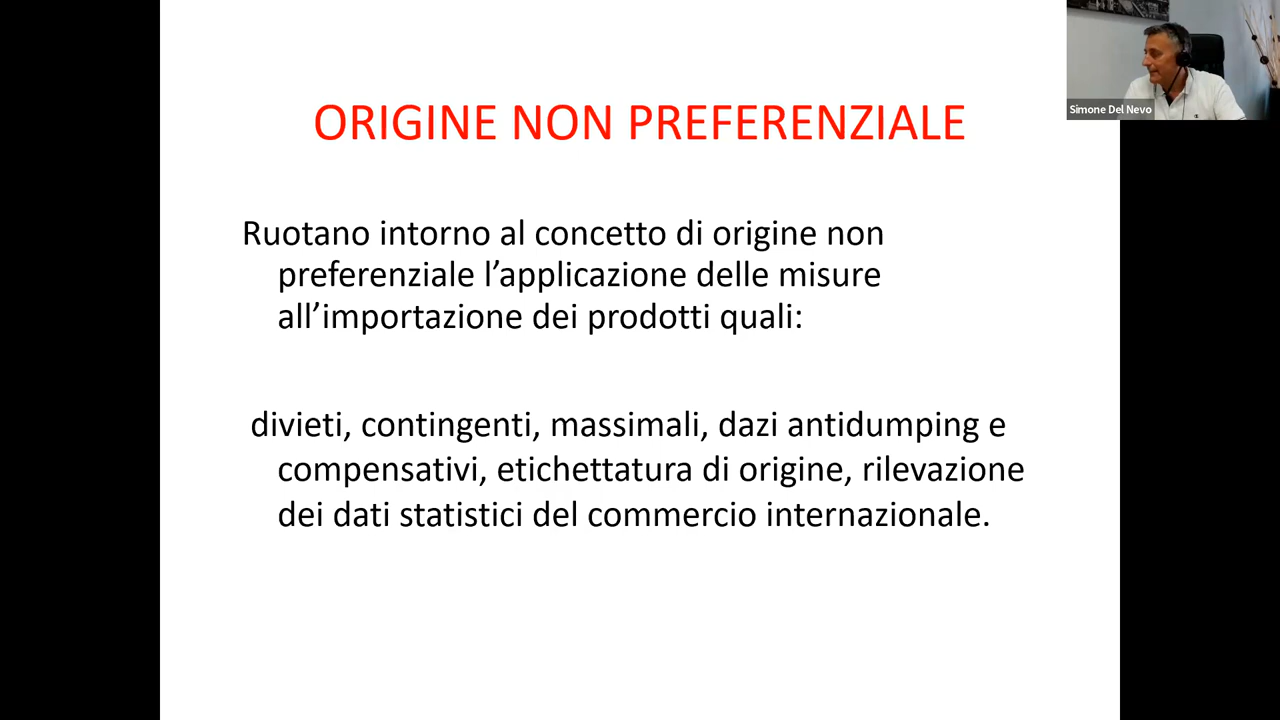 ORIGINE NON PREFERENZIALE
Simone Del Nevo
Ruotano intorno al concetto di origine non
preferenziale l’applicazione delle misure
all’importazione dei prodotti quali:
divieti, contingenti, massimali, dazi antidumping e
compensativi, etichettatura di origine, rilevazione
dei dati statistici del commercio internazionale.